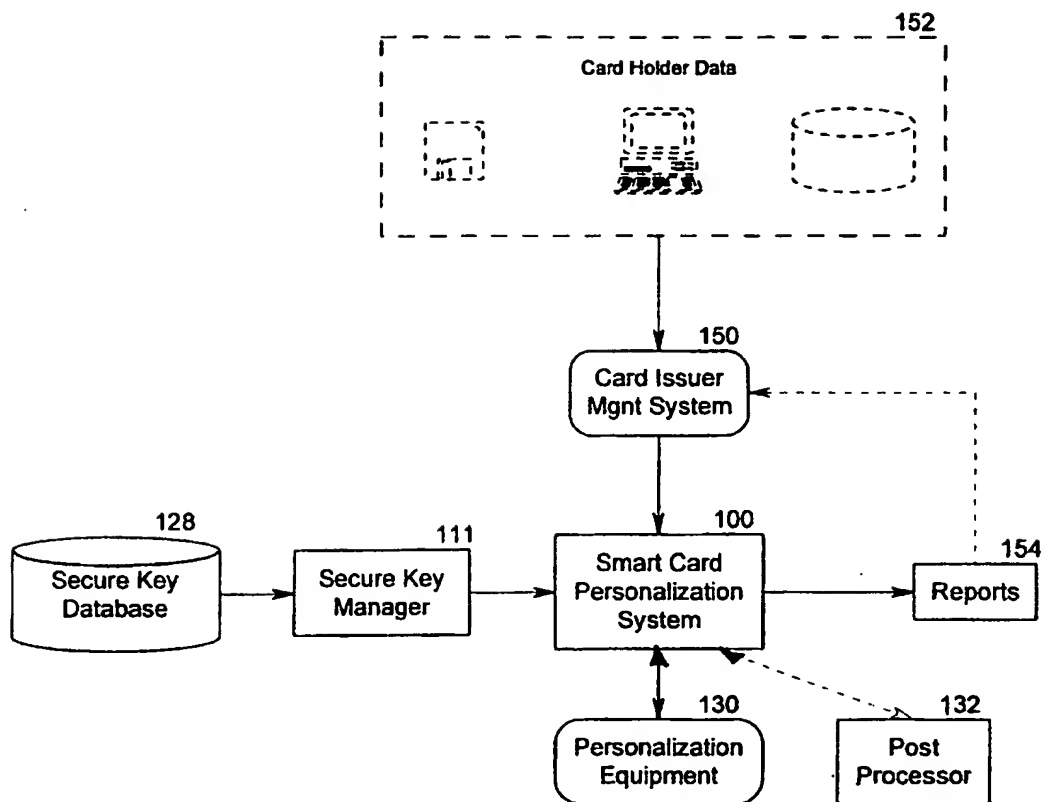 152
Card Holder Data
150
Card Issuer
Mgnt System
128
Secure Key
Database
111
Secure Key
Manager
100
Smart Card
Personalization
System
154
Reports
130
Personalization
Equipment
132
Post
Processor